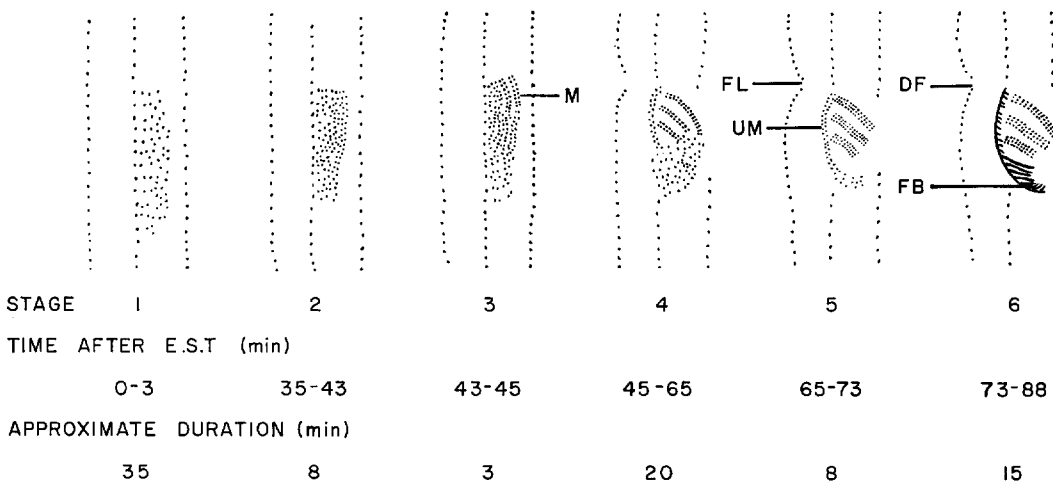 M
FL
UM
DF
FB
STAGE 1 2 3 4 5 6
TIME AFTER E.S.T (min)
0-3 35-43 43-45 45-65 65-73 73-88
APPROXIMATE DURATION (min)
35 8 3 20 8 15